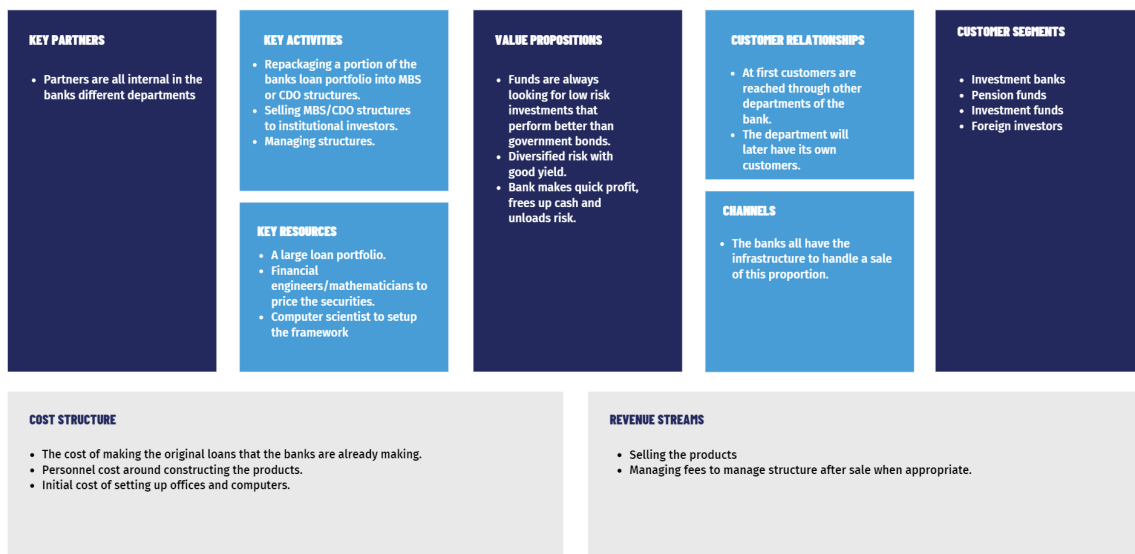 KEY PARTNERS
• Partners are all internal in the
banks different departments
KEY ACTIVITIES
• Repackaging a portion of the
banks loan portfolio into MBS
or CDO structures.
• Selling MBS/CDO structures
to institutional investors.
• Managing structures.
KEY RESOURCES
• A large loan portfolio.
• Financial
engineers/mathematicians to
price the securities.
• Computer scientist to setup
the framework
VALUE PROPOSITIONS
• Funds are always
looking for low risk
investments that
perform better than
government bonds.
• Diversified risk with
good yield.
• Bank makes quick profit,
frees up cash and
unloads risk.
CUSTOMER RELATIONSHIPS
• At first customers are
reached through other
departments of the
bank.
• The department will
later have its own
customers.
CHANNELS
• The banks all have the
infrastructure to handle a sale
of this proportion.
CUSTOMER SEGMENTS
• Investment banks
• Pension funds
• Investment funds
• Foreign investors
COST STRUCTURE
• The cost of making the original loans that the banks are already making.
• Personnel cost around constructing the products.
• Initial cost of setting up offices and computers.
REVENUE STREAMS
• Selling the products
• Managing fees to manage structure after sale when appropriate.